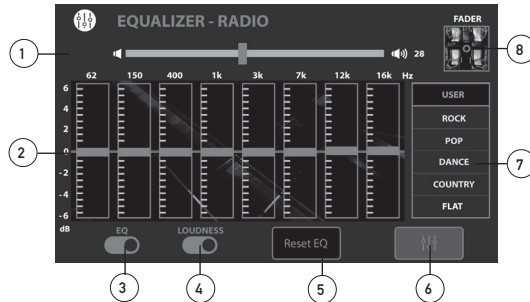 EQUALIZER - RADIO
FADER
8
1
28
62 150 400 1k 3k 7k 12k 16k Hz
6
4
2
0
-2
-4
-6
dB
2
USER
ROCK
POP
DANCE
COUNTRY
FLAT
7
EQ
LOUDNESS
Reset EQ
3
4
5
6